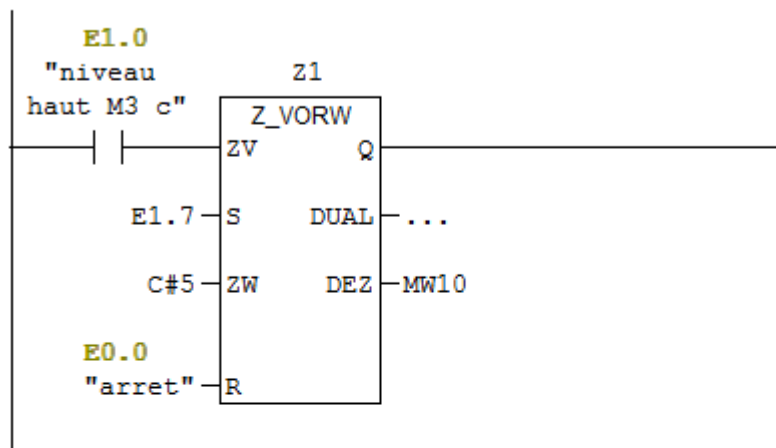 E1.0
"niveau Z1
haut M3 c" Z_VORW
ZV Q
E1.7 S DUAL ...
C#5 ZW DEZ MW10
E0.0
"arret" R